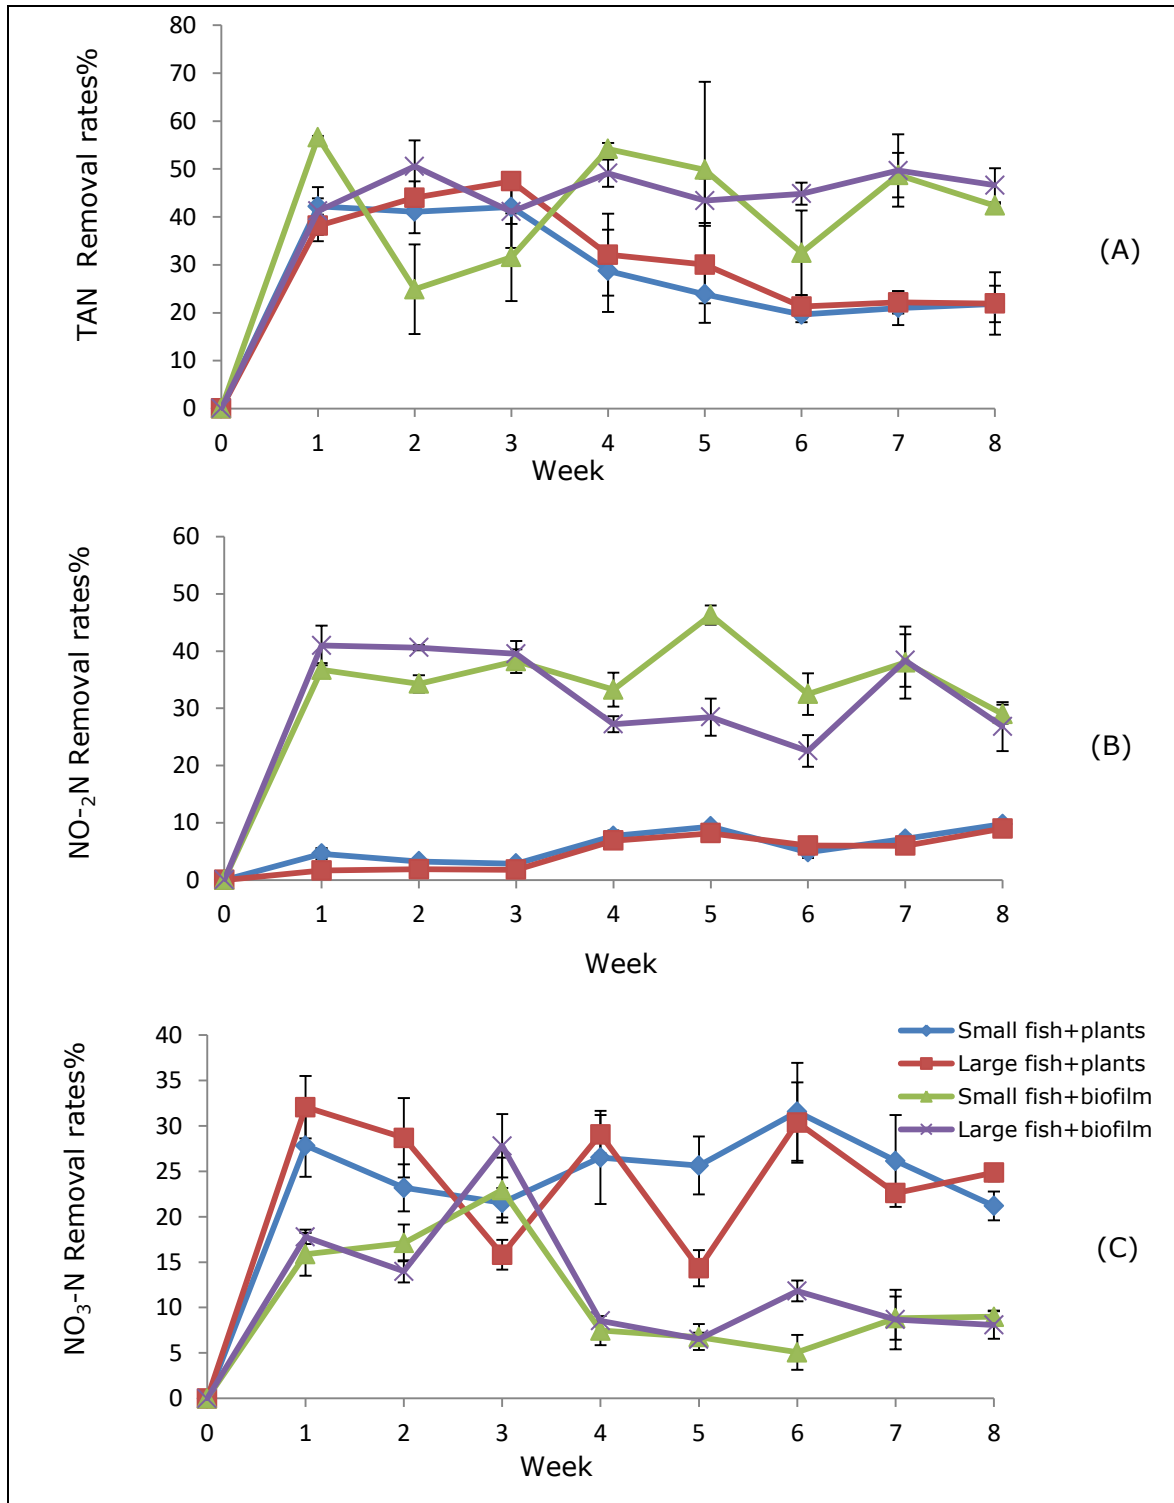 80
70
60
50
40
30
20
10
0
TAN Removal rates%
0 1 2 3 4 5 6 7 8
Week
(A)
60
50
40
30
20
10
0
NO-₂N Removal rates%
0 1 2 3 4 5 6 7 8
Week
(B)
40
35
30
25
20
15
10
5
0
NO₃-N Removal rates%
0 1 2 3 4 5 6 7 8
Week
Small fish+plants
Large fish+plants
Small fish+biofilm
Large fish+biofilm
(C)